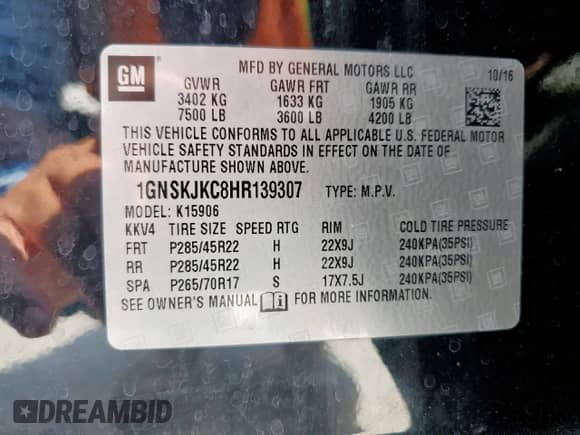 GM
MFD BY GENERAL MOTORS LLC 10/16
GVWR GAWR FRT GAWR RR
3402 KG 1633 KG 1905 KG
7500 LB 3600 LB 4200 LB
THIS VEHICLE CONFORMS TO ALL APPLICABLE U.S. FEDERAL MOTOR
VEHICLE SAFETY STANDARDS IN EFFECT ON THE DATE OF
MANUFACTURE SHOWN ABOVE.
1GNSKJKC8HR139307 TYPE: M.P.V.
MODEL: K15906
KKV4 TIRE SIZE SPEED RTG RIM COLD TIRE PRESSURE
FRT P285/45R22 H 22X9J 240KPA(35PSI)
RR P285/45R22 H 22X9J 240KPA(35PSI)
SPA P265/70R17 S 17X7.5J 240KPA(35PSI)
SEE OWNER'S MANUAL FOR MORE INFORMATION.
DREAMBID